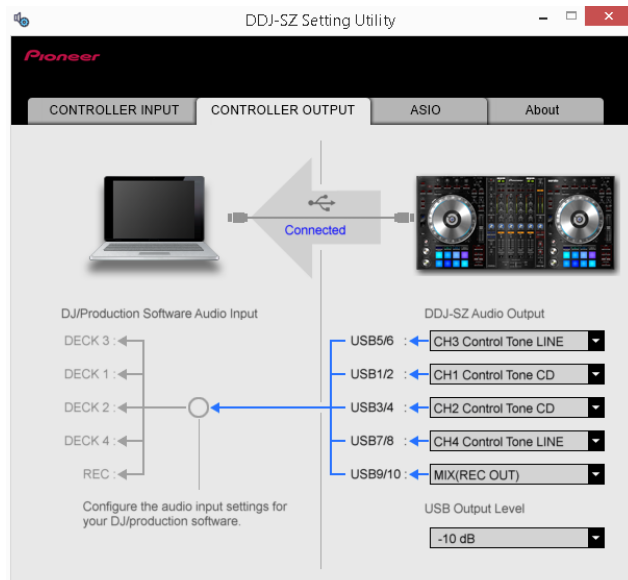 DDJ-SZ Setting Utility
Pioneer
CONTROLLER INPUT CONTROLLER OUTPUT ASIO About
Connected
DJ/Production Software Audio Input DDJ-SZ Audio Output
DECK 3 : USB5/6 : CH3 Control Tone LINE
DECK 1 : USB1/2 : CH1 Control Tone CD
DECK 2 : USB3/4 : CH2 Control Tone CD
DECK 4 : USB7/8 : CH4 Control Tone LINE
REC : USB9/10 : MIX(REC OUT)
Configure the audio input settings for
your DJ/production software.
USB Output Level
-10 dB